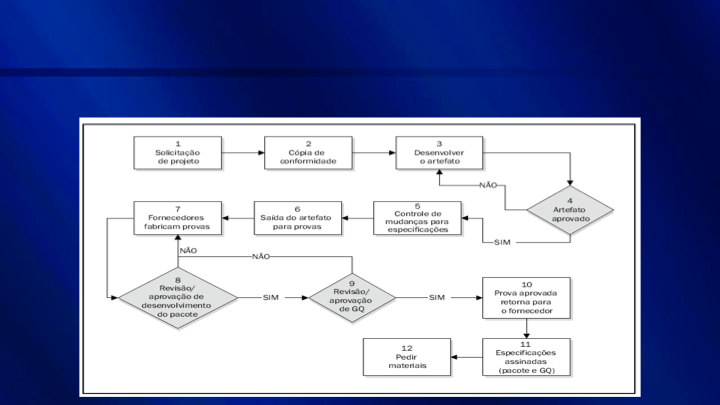 1
Solicitação
de projeto
2
Cópia de
conformidade
3
Desenvolver
o artefato
NÃO
4
Artefato
aprovado
7
Fornecedores
fabricam provas
6
Saída do artefato
para provas
5
Controle de
mudanças para
especificações
SIM
NÃO
NÃO
8
Revisão/
aprovação de
desenvolvimento
do pacote
SIM
9
Revisão/
aprovação
de GQ
SIM
10
Prova aprovada
retorna para
o fornecedor
12
Pedir
materiais
11
Especificações
assinadas
(pacote e GQ)